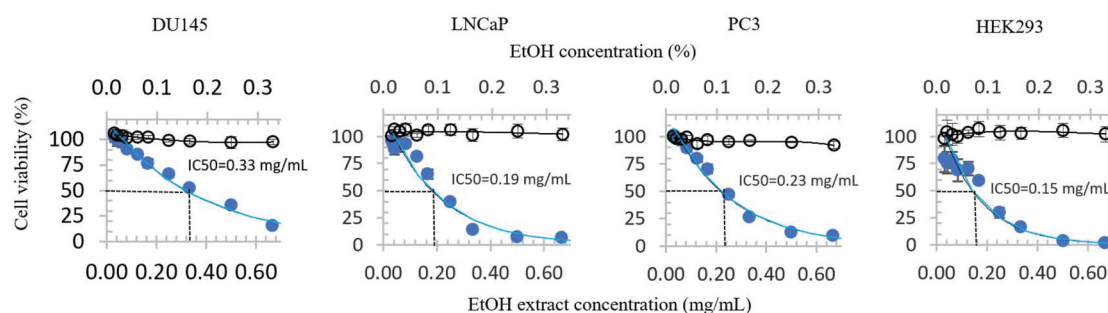 DU145 LNCaP PC3 HEK293
EtOH concentration (%)
0.0 0.1 0.2 0.3 0.0 0.1 0.2 0.3 0.0 0.1 0.2 0.3 0.0 0.1 0.2 0.3
Cell viability (%)
100 100 100 100
75 75 75 75
IC50=0.33 mg/mL IC50=0.19 mg/mL IC50=0.23 mg/mL IC50=0.15 mg/mL
50 50 50 50
25 25 25 25
0 0 0 0
0.00 0.20 0.40 0.60 0.00 0.20 0.40 0.60 0.00 0.20 0.40 0.60 0.00 0.20 0.40 0.60
EtOH extract concentration (mg/mL)